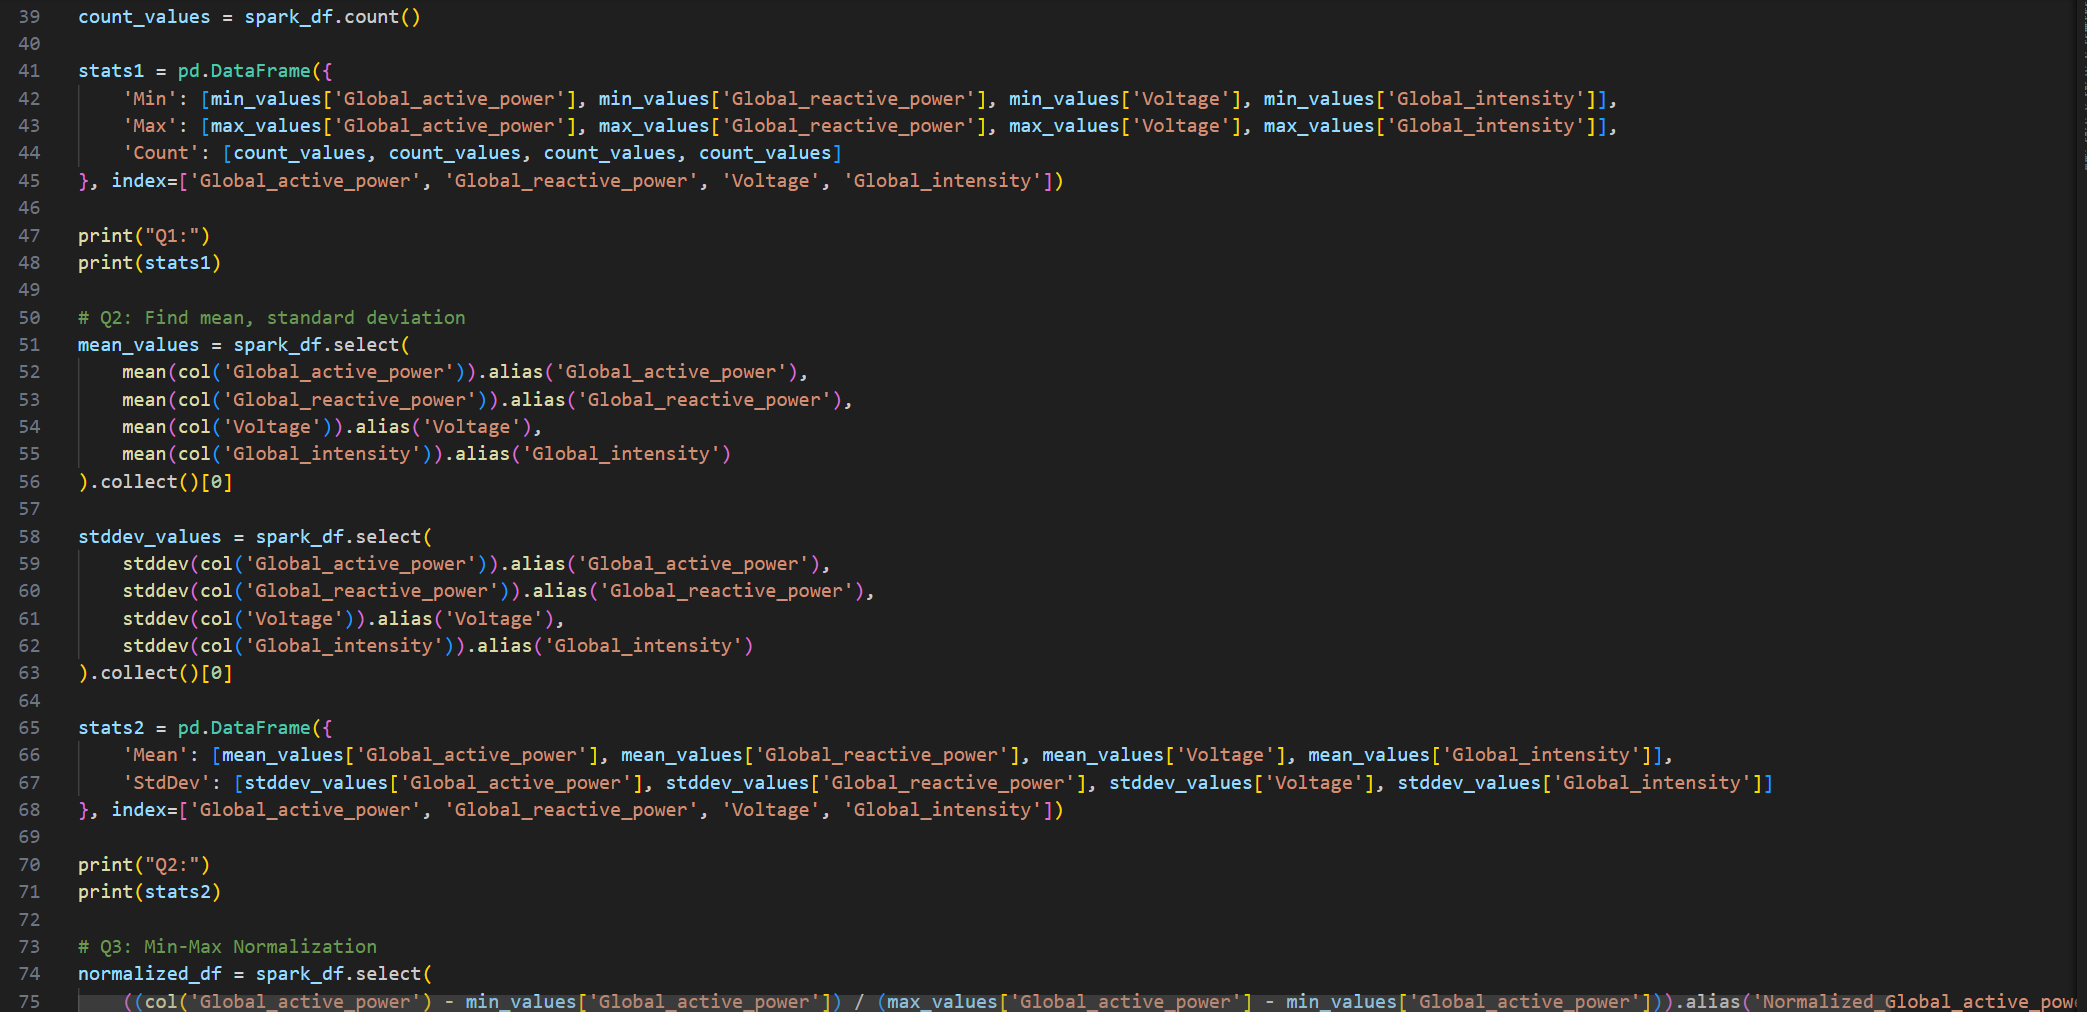 39 count_values = spark_df.count()
40
41 stats1 = pd.DataFrame({
42     'Min': [min_values['Global_active_power'], min_values['Global_reactive_power'], min_values['Voltage'], min_values['Global_intensity']],
43     'Max': [max_values['Global_active_power'], max_values['Global_reactive_power'], max_values['Voltage'], max_values['Global_intensity']],
44     'Count': [count_values, count_values, count_values, count_values]
45 }, index=['Global_active_power', 'Global_reactive_power', 'Voltage', 'Global_intensity'])
46
47 print("Q1:")
48 print(stats1)
49
50 # Q2: Find mean, standard deviation
51 mean_values = spark_df.select(
52     mean(col('Global_active_power')).alias('Global_active_power'),
53     mean(col('Global_reactive_power')).alias('Global_reactive_power'),
54     mean(col('Voltage')).alias('Voltage'),
55     mean(col('Global_intensity')).alias('Global_intensity')
56 ).collect()[0]
57
58 stddev_values = spark_df.select(
59     stddev(col('Global_active_power')).alias('Global_active_power'),
60     stddev(col('Global_reactive_power')).alias('Global_reactive_power'),
61     stddev(col('Voltage')).alias('Voltage'),
62     stddev(col('Global_intensity')).alias('Global_intensity')
63 ).collect()[0]
64
65 stats2 = pd.DataFrame({
66     'Mean': [mean_values['Global_active_power'], mean_values['Global_reactive_power'], mean_values['Voltage'], mean_values['Global_intensity']],
67     'StdDev': [stddev_values['Global_active_power'], stddev_values['Global_reactive_power'], stddev_values['Voltage'], stddev_values['Global_intensity']]
68 }, index=['Global_active_power', 'Global_reactive_power', 'Voltage', 'Global_intensity'])
69
70 print("Q2:")
71 print(stats2)
72
73 # Q3: Min-Max Normalization
74 normalized_df = spark_df.select(
75     ((col('Global_active_power') - min_values['Global_active_power']) / (max_values['Global_active_power'] - min_values['Global_active_power'])).alias('Normalized_Global_active_pow